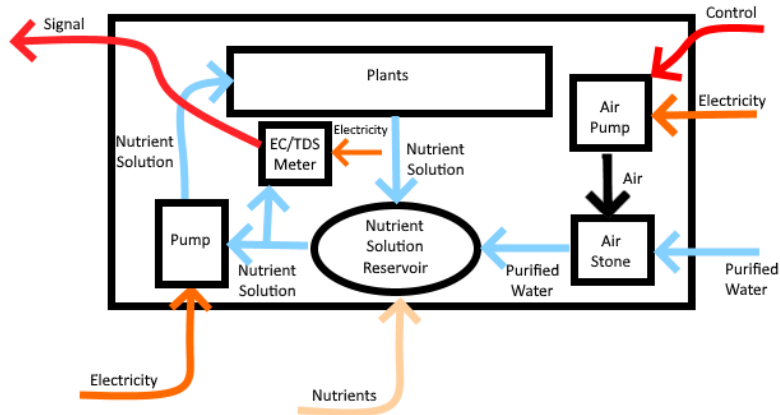 Signal
Control
Plants
Air
Pump
Electricity
Nutrient
Solution
EC/TDS
Meter
Electricity
Nutrient
Solution
Air
Pump
Nutrient
Solution
Reservoir
Air
Stone
Nutrient
Solution
Purified
Water
Purified
Water
Electricity
Nutrients